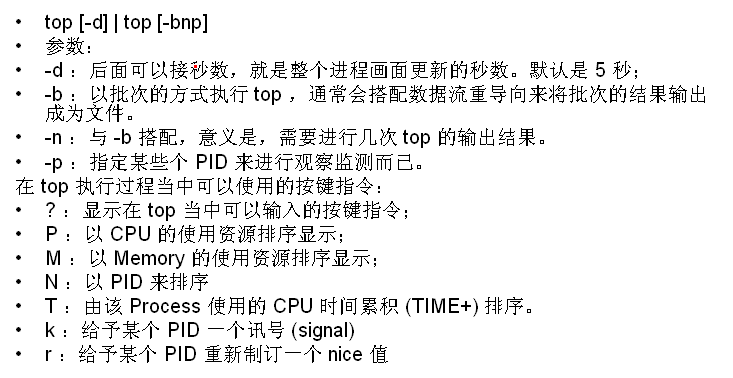 • top [-d] | top [-bnp]
• 参数：
• -d ：后面可以接秒数，就是整个进程画面更新的秒数。默认是 5 秒；
• -b ：以批次的方式执行 top ，通常会搭配数据流重导向来将批次的结果输出
成为文件。
• -n ：与 -b 搭配，意义是，需要进行几次 top 的输出结果。
• -p ：指定某些个 PID 来进行观察监测而已。
在 top 执行过程当中可以使用的按键指令：
• ? ：显示在 top 当中可以输入的按键指令；
• P ：以 CPU 的使用资源排序显示；
• M ：以 Memory 的使用资源排序显示；
• N ：以 PID 来排序
• T ：由该 Process 使用的 CPU 时间累积 (TIME+) 排序。
• k ：给予某个 PID 一个讯号 (signal)
• r ：给予某个 PID 重新制订一个 nice 值